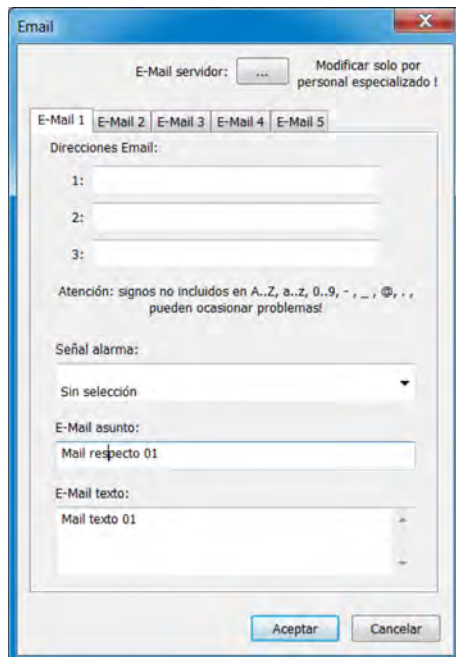 Email
E-Mail servidor:
...
Modificar solo por
personal especializado !
E-Mail 1 E-Mail 2 E-Mail 3 E-Mail 4 E-Mail 5
Direcciones Email:
1:
2:
3:
Atención: signos no incluidos en A..Z, a..z, 0..9, - , _ , @, . ,
pueden ocasionar problemas!
Señal alarma:
Sin selección
E-Mail asunto:
Mail respecto 01
E-Mail texto:
Mail texto 01
Aceptar Cancelar